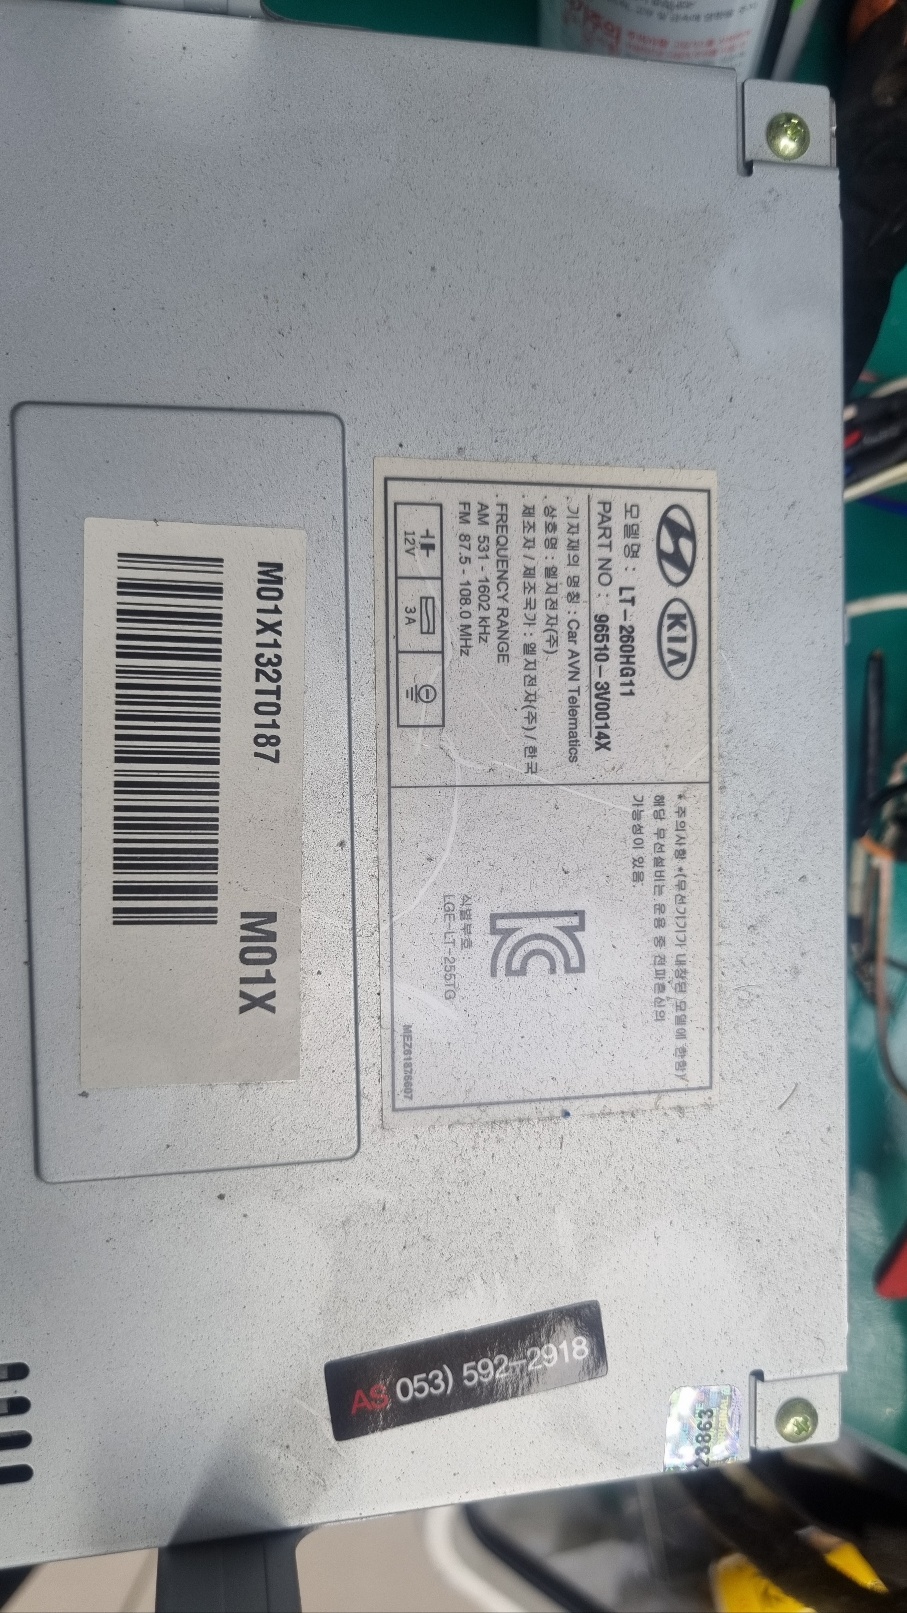 KIA
모델명 : LT-260HG11
PART NO : 96510-3V0014X
. 기자재의 명칭 : Car AVN Telematics
. 상호명 : 엘지전자(주)
. 제조자 / 제조국가 : 엘지전자(주) / 한국
. FREQUENCY RANGE
AM 531 - 1602 kHz
FM 87.5 - 108.0 MHz
12V
3A
* 주의사항 *(무선기기가 내장된 모델에 한함)
해당 무선설비는 운용 중 전파혼신의
가능성이 있음.
식별부호 :
LGE-LT-255TG
MEZ61876607
M01X132T0187
M01X
AS 053) 592-2918
23863